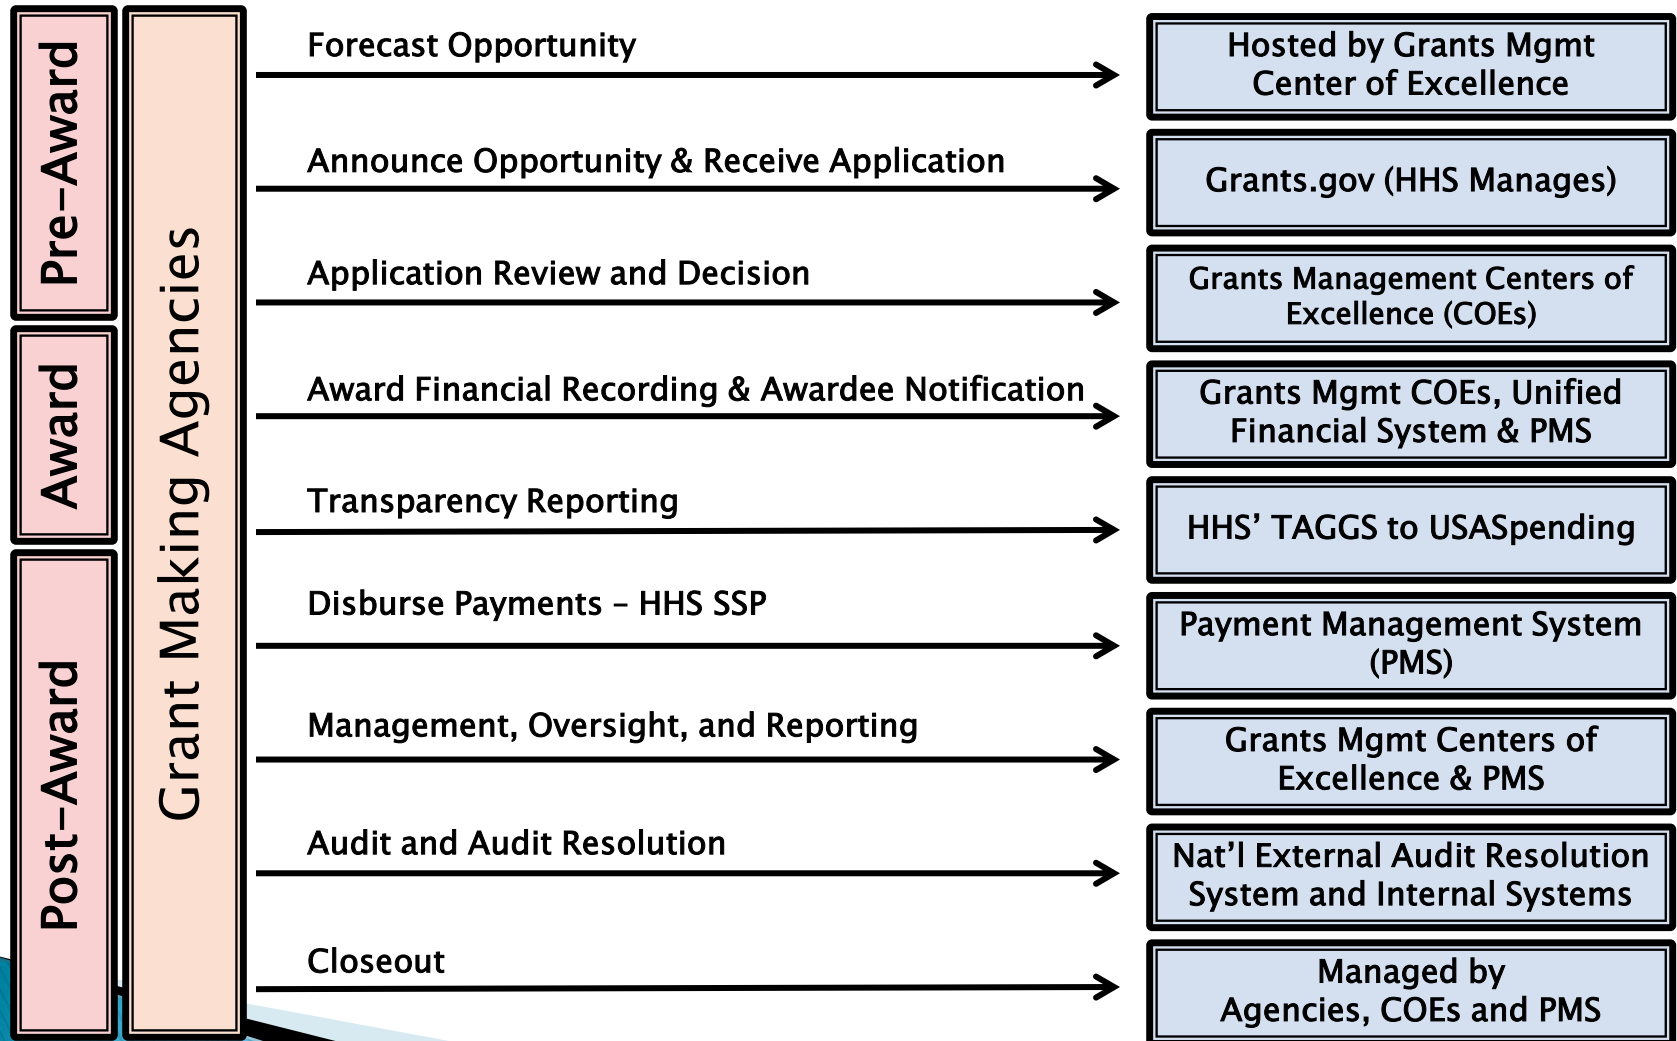 Pre-Award
Award
Post-Award
Grant Making Agencies
Forecast Opportunity
Hosted by Grants Mgmt
Center of Excellence
Announce Opportunity & Receive Application
Grants.gov (HHS Manages)
Application Review and Decision
Grants Management Centers of
Excellence (COEs)
Award Financial Recording & Awardee Notification
Grants Mgmt COEs, Unified
Financial System & PMS
Transparency Reporting
HHS’ TAGGS to USASpending
Disburse Payments – HHS SSP
Payment Management System
(PMS)
Management, Oversight, and Reporting
Grants Mgmt Centers of
Excellence & PMS
Audit and Audit Resolution
Nat’l External Audit Resolution
System and Internal Systems
Closeout
Managed by
Agencies, COEs and PMS